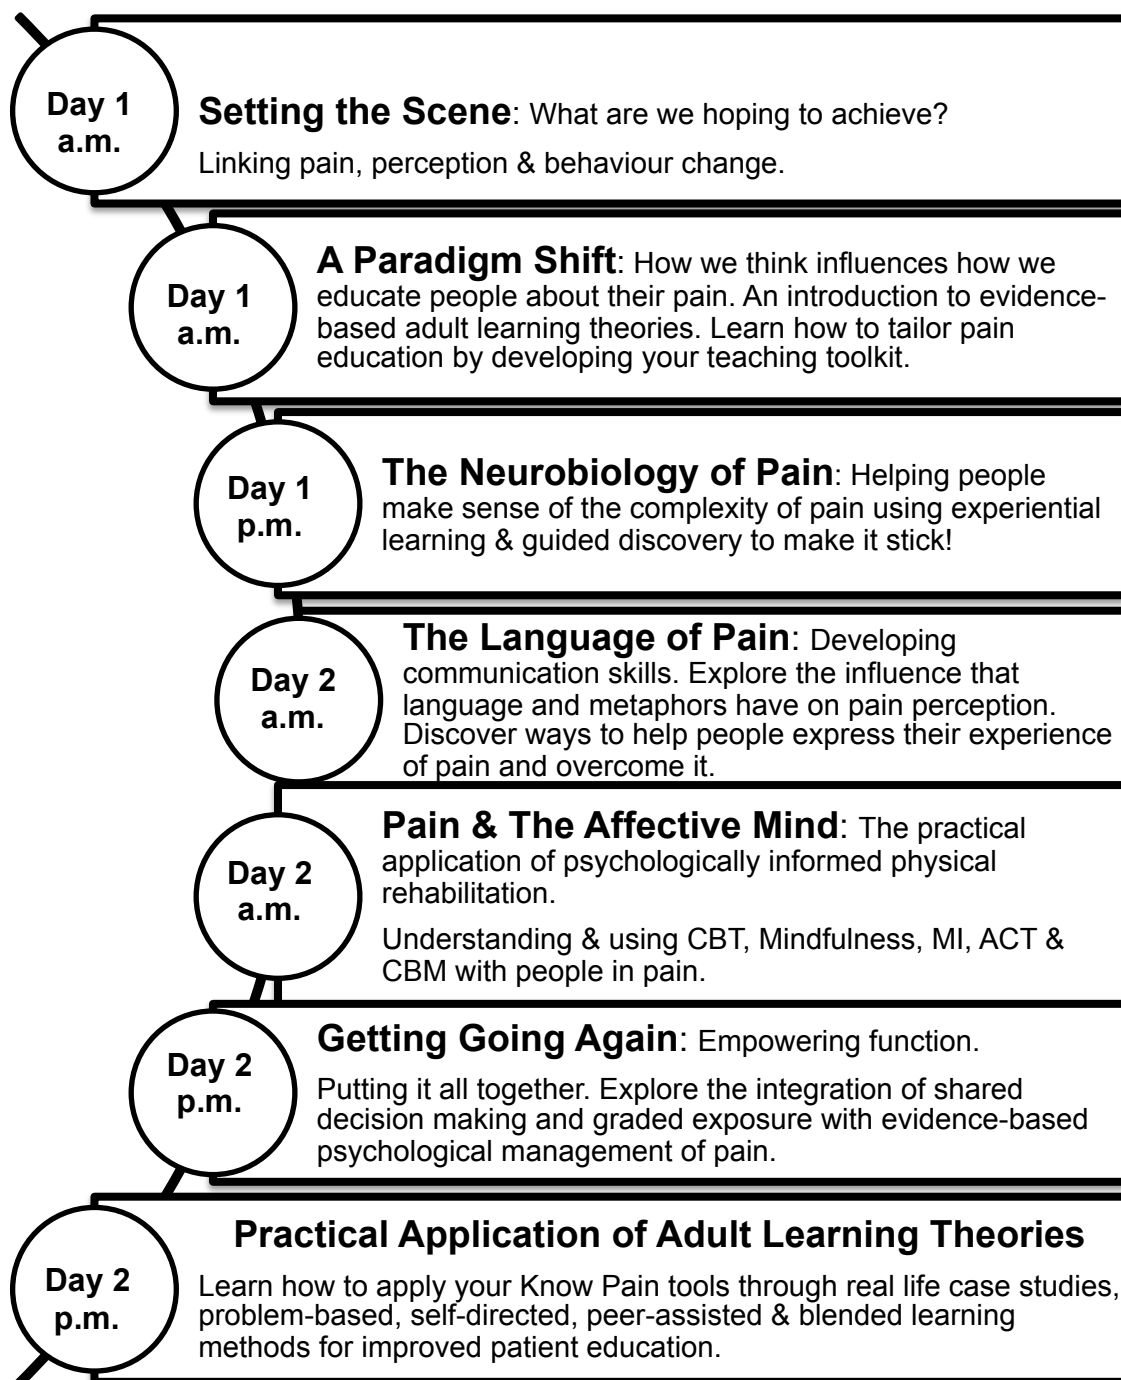 Day 1
a.m.
Setting the Scene: What are we hoping to achieve?
Linking pain, perception & behaviour change.
Day 1
a.m.
A Paradigm Shift: How we think influences how we
educate people about their pain. An introduction to evidence-
based adult learning theories. Learn how to tailor pain
education by developing your teaching toolkit.
Day 1
p.m.
The Neurobiology of Pain: Helping people
make sense of the complexity of pain using experiential
learning & guided discovery to make it stick!
Day 2
a.m.
The Language of Pain: Developing
communication skills. Explore the influence that
language and metaphors have on pain perception.
Discover ways to help people express their experience
of pain and overcome it.
Day 2
a.m.
Pain & The Affective Mind: The practical
application of psychologically informed physical
rehabilitation.
Understanding & using CBT, Mindfulness, MI, ACT &
CBM with people in pain.
Day 2
p.m.
Getting Going Again: Empowering function.
Putting it all together. Explore the integration of shared
decision making and graded exposure with evidence-based
psychological management of pain.
Day 2
p.m.
Practical Application of Adult Learning Theories
Learn how to apply your Know Pain tools through real life case studies,
problem-based, self-directed, peer-assisted & blended learning
methods for improved patient education.